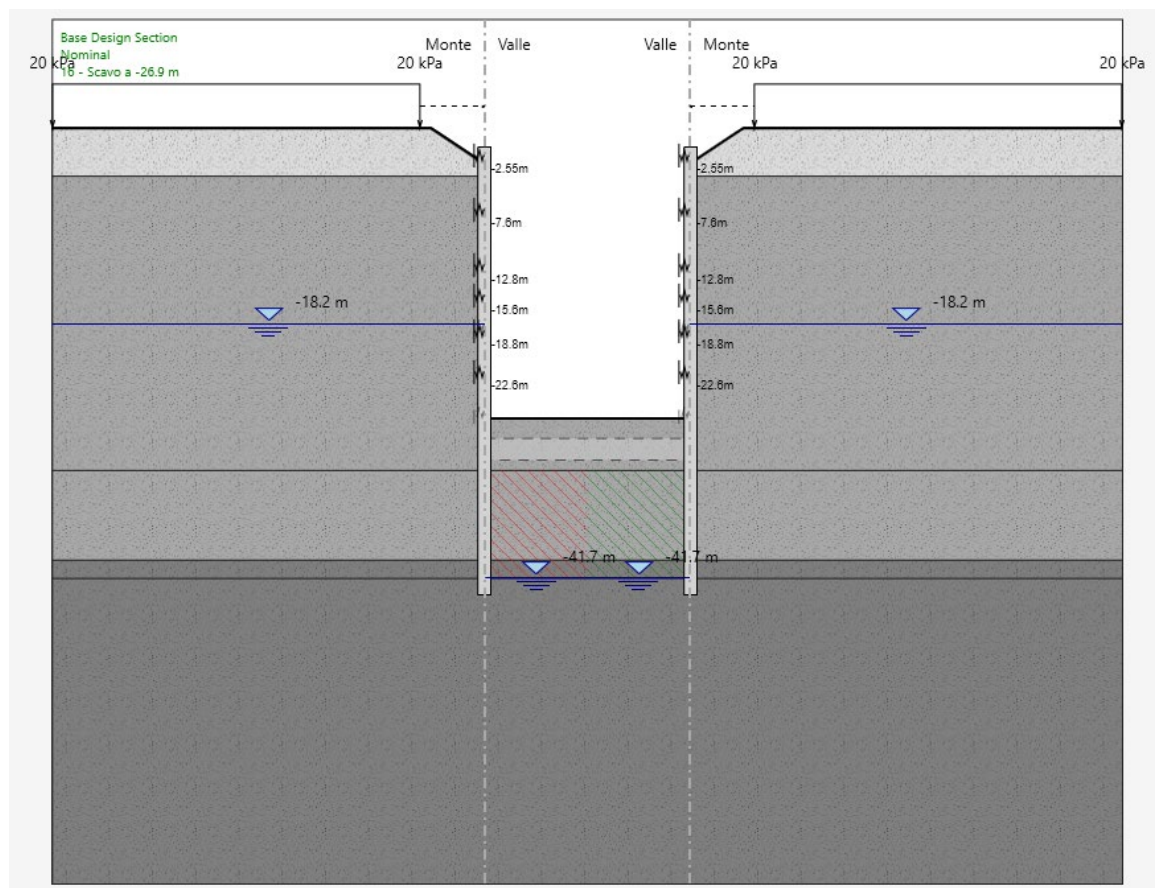 Base Design Section
Nominal
16 - Scavo a -26.9 m
Monte Valle Valle Monte
20 kPa 20 kPa 20 kPa 20 kPa
-2.55m -2.55m
-7.6m -7.6m
-12.8m -12.8m
-18.2 m -18.2 m
-15.6m -15.6m
-18.8m -18.8m
-22.6m -22.6m
-41.7 m -41.7 m